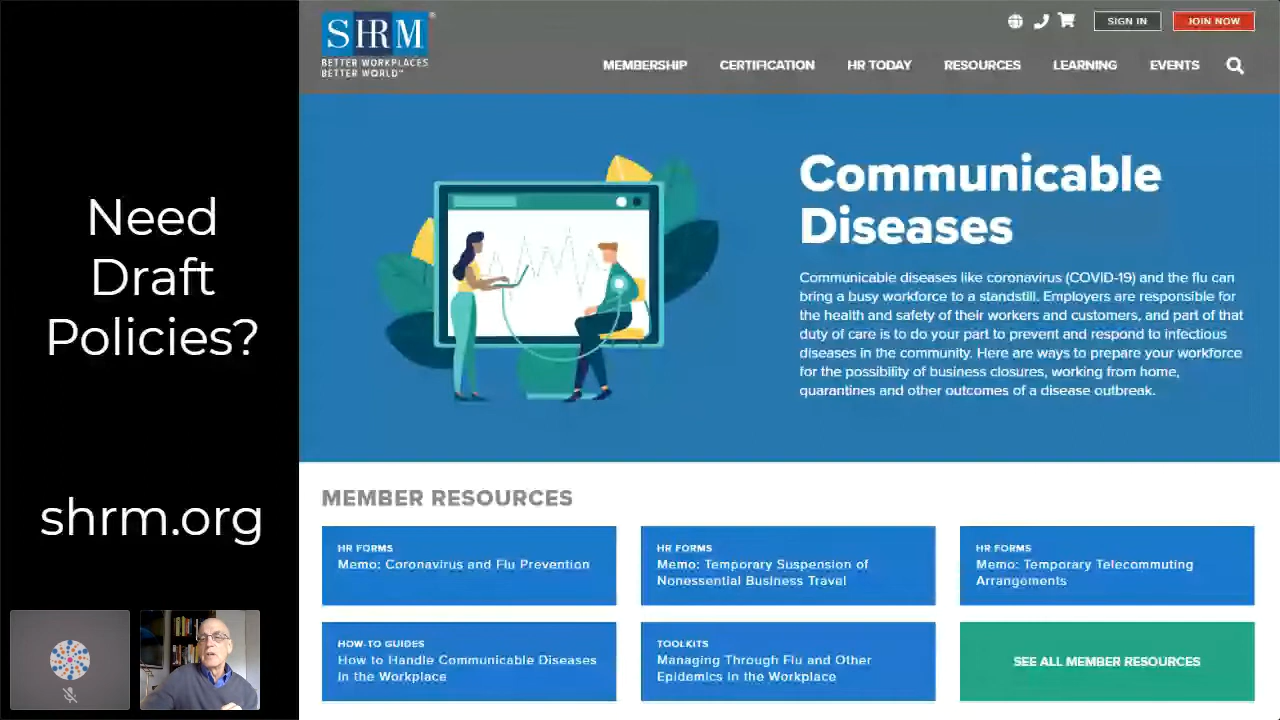 Need
Draft
Policies?
shrm.org
SHRM®
BETTER WORKPLACES
BETTER WORLD™
SIGN IN
JOIN NOW
MEMBERSHIP
CERTIFICATION
HR TODAY
RESOURCES
LEARNING
EVENTS
Communicable
Diseases
Communicable diseases like coronavirus (COVID-19) and the flu can
bring a busy workforce to a standstill. Employers are responsible for
the health and safety of their workers and customers, and part of that
duty of care is to do your part to prevent and respond to infectious
diseases in the community. Here are ways to prepare your workforce
for the possibility of business closures, working from home,
quarantines and other outcomes of a disease outbreak.
MEMBER RESOURCES
HR FORMS
Memo: Coronavirus and Flu Prevention
HR FORMS
Memo: Temporary Suspension of
Nonessential Business Travel
HR FORMS
Memo: Temporary Telecommuting
Arrangements
HOW-TO GUIDES
How to Handle Communicable Diseases
in the Workplace
TOOLKITS
Managing Through Flu and Other
Epidemics in the Workplace
SEE ALL MEMBER RESOURCES